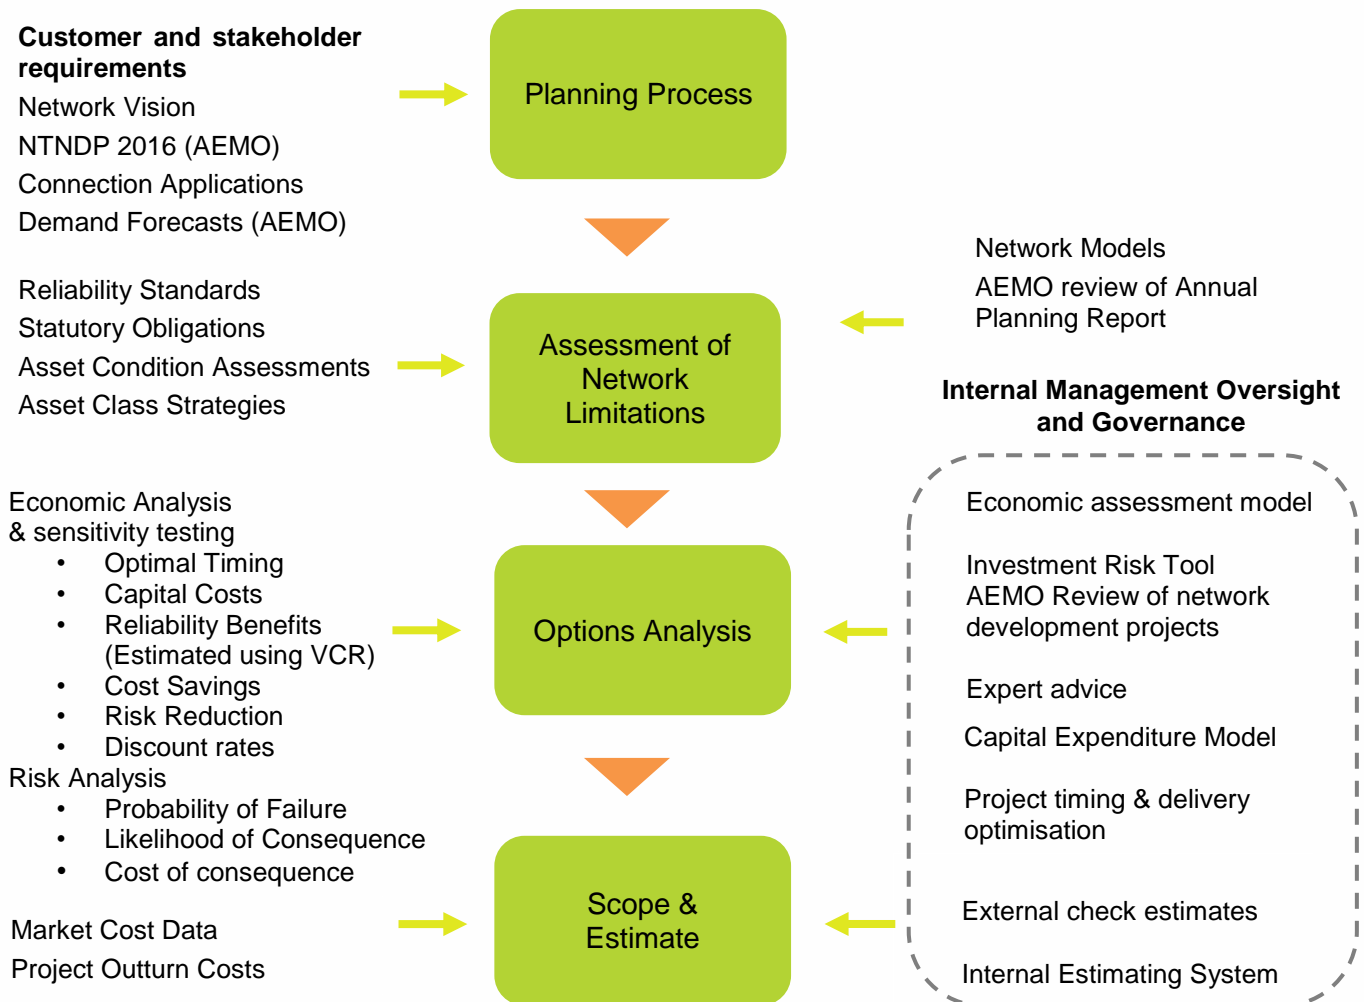 Customer and stakeholder
requirements
Network Vision
NTNDP 2016 (AEMO)
Connection Applications
Demand Forecasts (AEMO)
Planning Process
Reliability Standards
Statutory Obligations
Asset Condition Assessments
Asset Class Strategies
Assessment of
Network
Limitations
Network Models
AEMO review of Annual
Planning Report
Internal Management Oversight
and Governance
Economic Analysis
& sensitivity testing
• Optimal Timing
• Capital Costs
• Reliability Benefits
(Estimated using VCR)
• Cost Savings
• Risk Reduction
• Discount rates
Risk Analysis
• Probability of Failure
• Likelihood of Consequence
• Cost of consequence
Options Analysis
Economic assessment model
Investment Risk Tool
AEMO Review of network
development projects
Expert advice
Capital Expenditure Model
Project timing & delivery
optimisation
Market Cost Data
Project Outturn Costs
Scope &
Estimate
External check estimates
Internal Estimating System